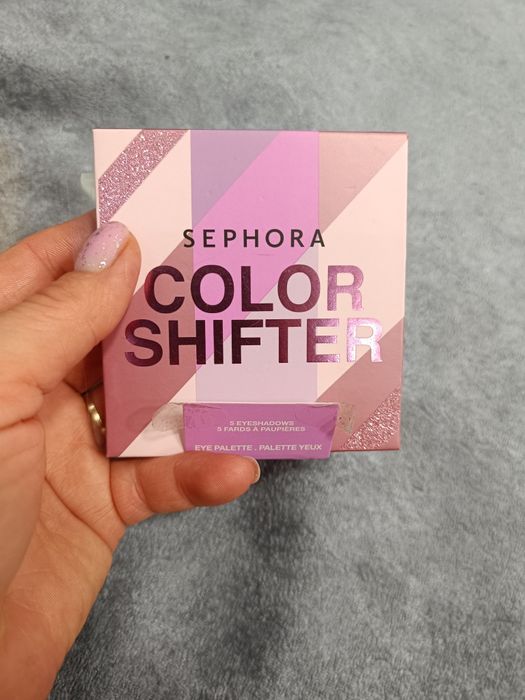 SEPHORA
COLOR
SHIFTER
5 EYESHADOWS
5 FARDS À PAUPIÈRES
EYE PALETTE . PALETTE YEUX